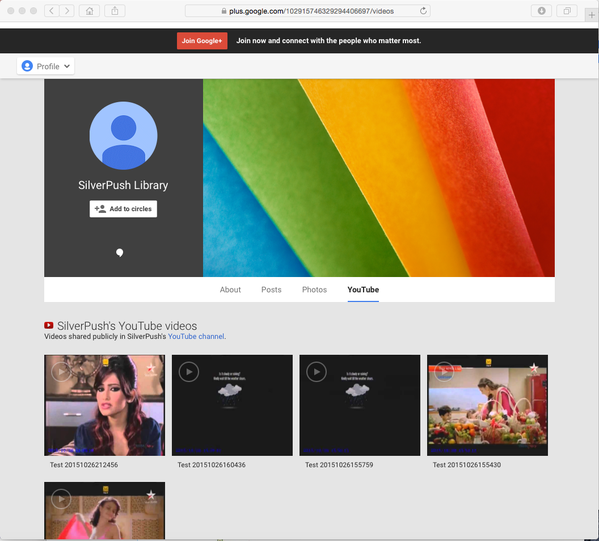 plus.google.com/102915746329294406697/videos
Join Google+
Join now and connect with the people who matter most.
Profile
SilverPush Library
Add to circles
About
Posts
Photos
YouTube
SilverPush's YouTube videos
Videos shared publicly in SilverPush's YouTube channel.
Test 20151026212456
Test 20151026160436
Test 20151026155759
Test 20151026155430